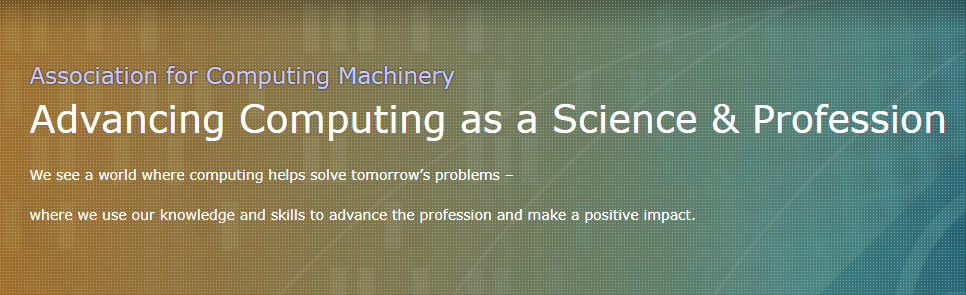 Association for Computing Machinery
Advancing Computing as a Science & Profession
We see a world where computing helps solve tomorrow’s problems –
where we use our knowledge and skills to advance the profession and make a positive impact.